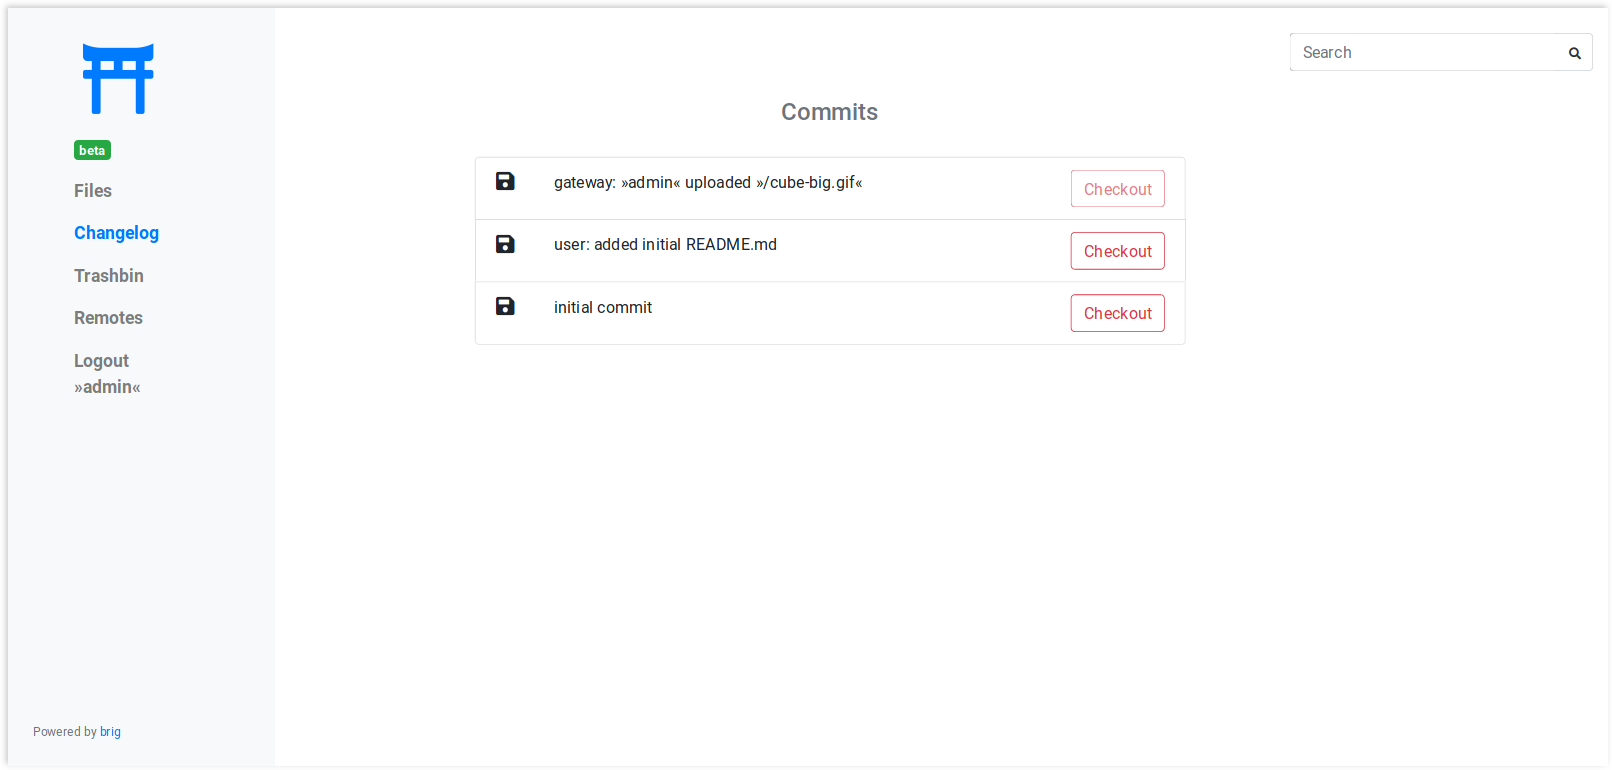 Search
Commits
beta
Files
Changelog
Trashbin
Remotes
Logout
»admin«
gateway: »admin« uploaded »/cube-big.gif«
Checkout
user: added initial README.md
Checkout
initial commit
Checkout
Powered by brig